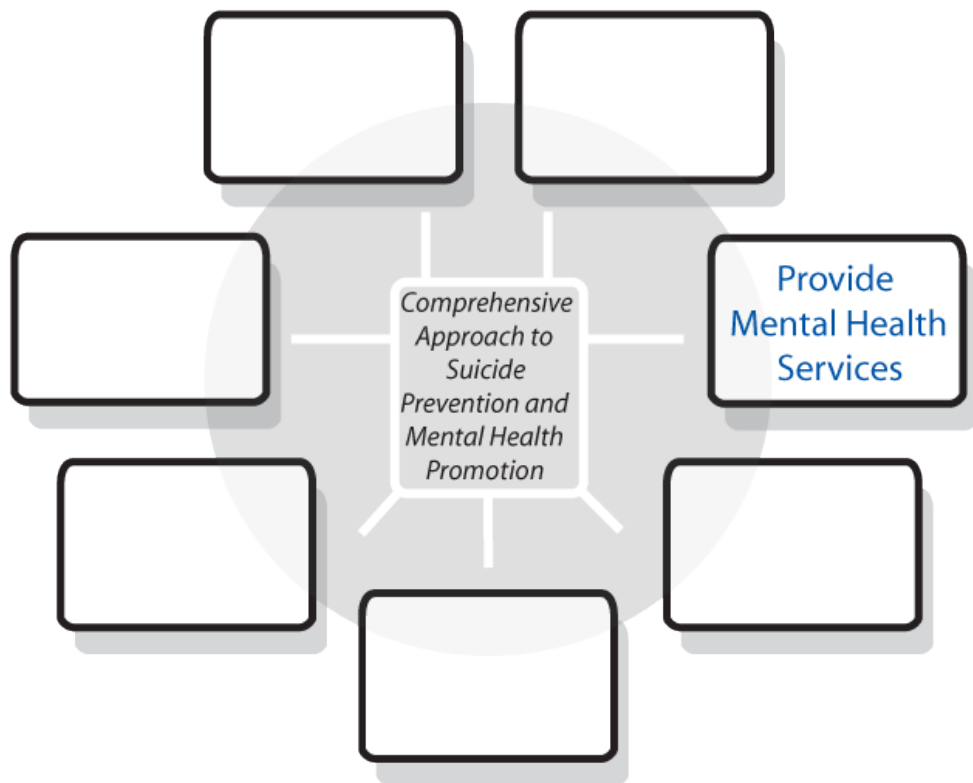 Comprehensive
Approach to
Suicide
Prevention and
Mental Health
Promotion
Provide
Mental Health
Services